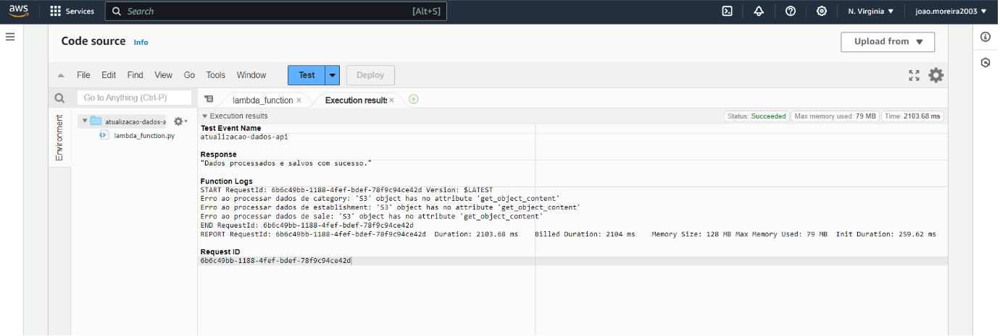 aws Services Search [Alt+S] N. Virginia joao.moreira2003
Code source Info Upload from
File Edit Find View Go Tools Window Test Deploy
Go to Anything (Ctrl-P) lambda_function Execution results
Environment
atualizacao-dados-a
lambda_function.py
Execution results Status: Succeeded Max memory used: 79 MB Time: 2103.68 ms
Test Event Name
atualizacao-dados-api
Response
"Dados processados e salvos com sucesso."
Function Logs
START RequestId: 6b6c49bb-1188-4fef-bdef-78f9c94ce42d Version: $LATEST
Erro ao processar dados de category: 'S3' object has no attribute 'get_object_content'
Erro ao processar dados de establishment: 'S3' object has no attribute 'get_object_content'
Erro ao processar dados de sale: 'S3' object has no attribute 'get_object_content'
END RequestId: 6b6c49bb-1188-4fef-bdef-78f9c94ce42d
REPORT RequestId: 6b6c49bb-1188-4fef-bdef-78f9c94ce42d Duration: 2103.68 ms Billed Duration: 2104 ms Memory Size: 128 MB Max Memory Used: 79 MB Init Duration: 259.62 ms
Request ID
6b6c49bb-1188-4fef-bdef-78f9c94ce42d